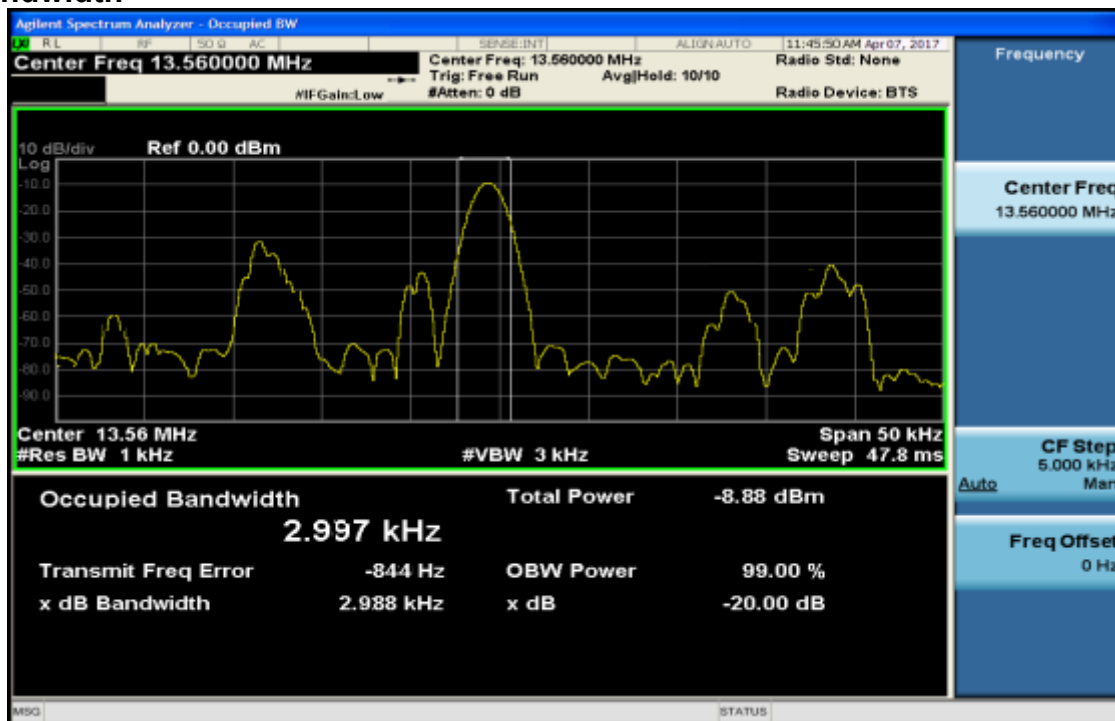 ndwidth
Agilent Spectrum Analyzer - Occupied BW
LXI RL RF 50 Ω AC SENSE:INT ALIGN AUTO 11:45:50 AM Apr 07, 2017
Center Freq 13.560000 MHz
Center Freq: 13.560000 MHz Radio Std: None
Trig: Free Run Avg|Hold: 10/10
#IFGain:Low #Atten: 0 dB Radio Device: BTS
Frequency
10 dB/div Ref 0.00 dBm
Log
-10.0
-20.0
-30.0
-40.0
-50.0
-60.0
-70.0
-80.0
-90.0
Center 13.56 MHz Span 50 kHz
#Res BW 1 kHz #VBW 3 kHz Sweep 47.8 ms
Occupied Bandwidth Total Power -8.88 dBm
2.997 kHz
Transmit Freq Error -844 Hz OBW Power 99.00 %
x dB Bandwidth 2.988 kHz x dB -20.00 dB
Center Freq
13.560000 MHz
CF Step
5.000 kHz
Auto Man
Freq Offset
0 Hz
MSG STATUS